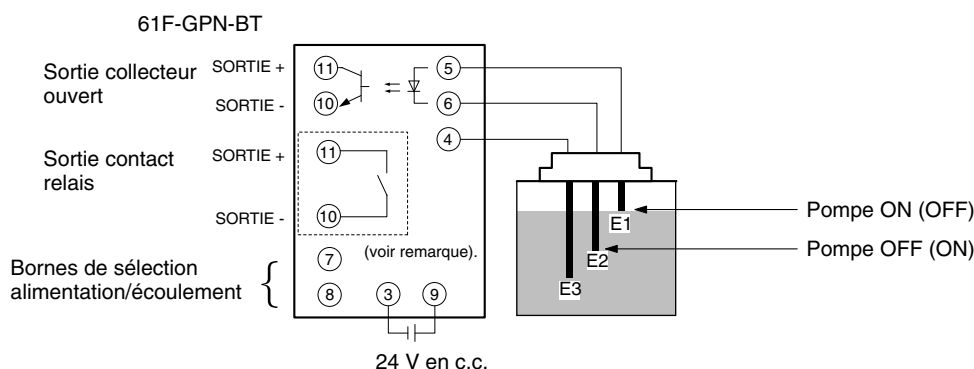 61F-GPN-BT
Sortie collecteur
ouvert
SORTIE +
SORTIE -
11
10
5
6
4
Sortie contact
relais
SORTIE +
SORTIE -
11
10
(voir remarque).
Bornes de sélection
alimentation/écoulement
{
7
8
3
9
24 V en c.c.
E1
E2
E3
Pompe ON (OFF)
Pompe OFF (ON)